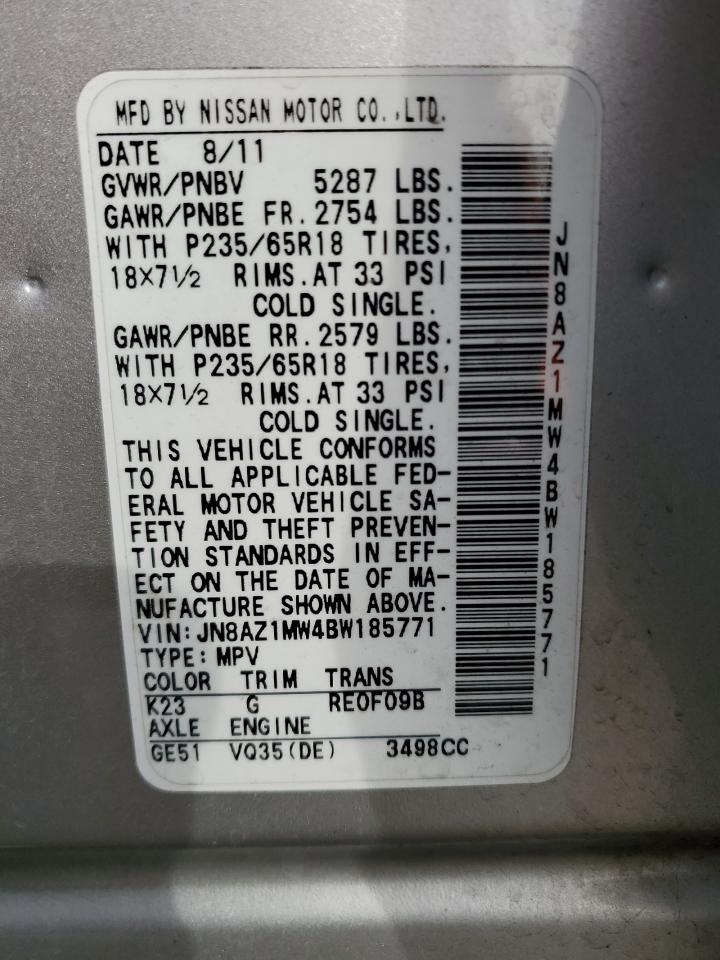 MFD BY NISSAN MOTOR CO.,LTD.
DATE 8/11
GVWR/PNBV 5287 LBS.
GAWR/PNBE FR. 2754 LBS.
WITH P235/65R18 TIRES,
18×7½ RIMS. AT 33 PSI
COLD SINGLE.
GAWR/PNBE RR. 2579 LBS.
WITH P235/65R18 TIRES,
18×7½ RIMS. AT 33 PSI
COLD SINGLE.
THIS VEHICLE CONFORMS
TO ALL APPLICABLE FED-
ERAL MOTOR VEHICLE SA-
FETY AND THEFT PREVEN-
TION STANDARDS IN EFF-
ECT ON THE DATE OF MA-
NUFACTURE SHOWN ABOVE.
VIN: JN8AZ1MW4BW185771
TYPE: MPV
COLOR TRIM TRANS
K23 G RE0F09B
AXLE ENGINE
GE51 VQ35(DE) 3498CC
JN8AZ1MW4BW185771